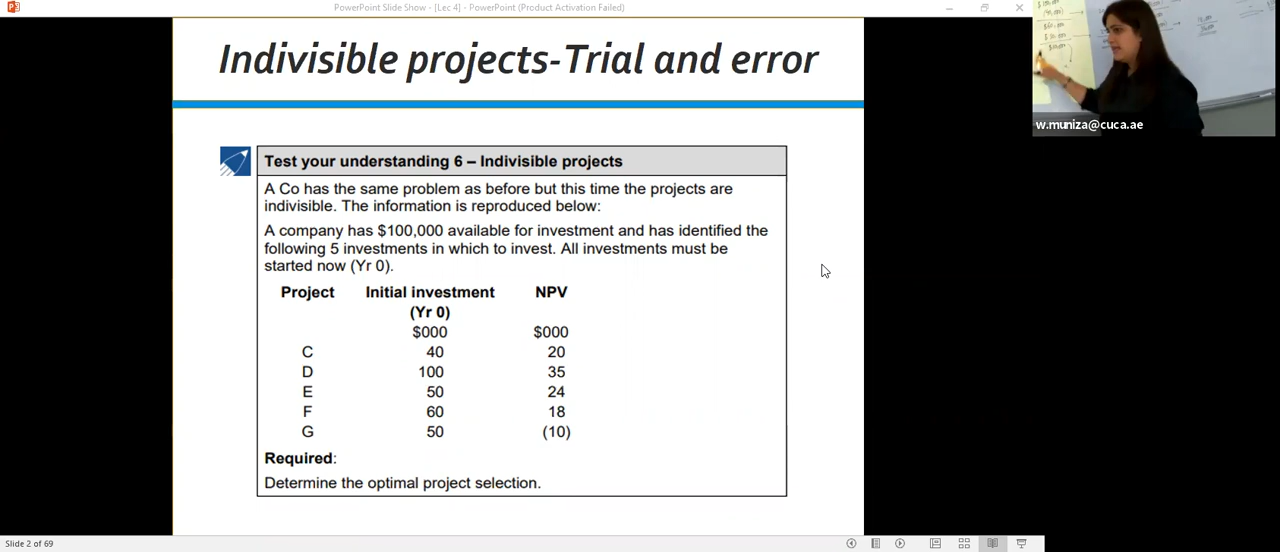 PowerPoint Slide Show - [Lec 4] - PowerPoint (Product Activation Failed)
Indivisible projects-Trial and error
w.muniza@cuca.ae
Test your understanding 6 – Indivisible projects
A Co has the same problem as before but this time the projects are
indivisible. The information is reproduced below:
A company has $100,000 available for investment and has identified the
following 5 investments in which to invest. All investments must be
started now (Yr 0).
Project Initial investment NPV
(Yr 0)
$000 $000
C 40 20
D 100 35
E 50 24
F 60 18
G 50 (10)
Required:
Determine the optimal project selection.
Slide 2 of 69